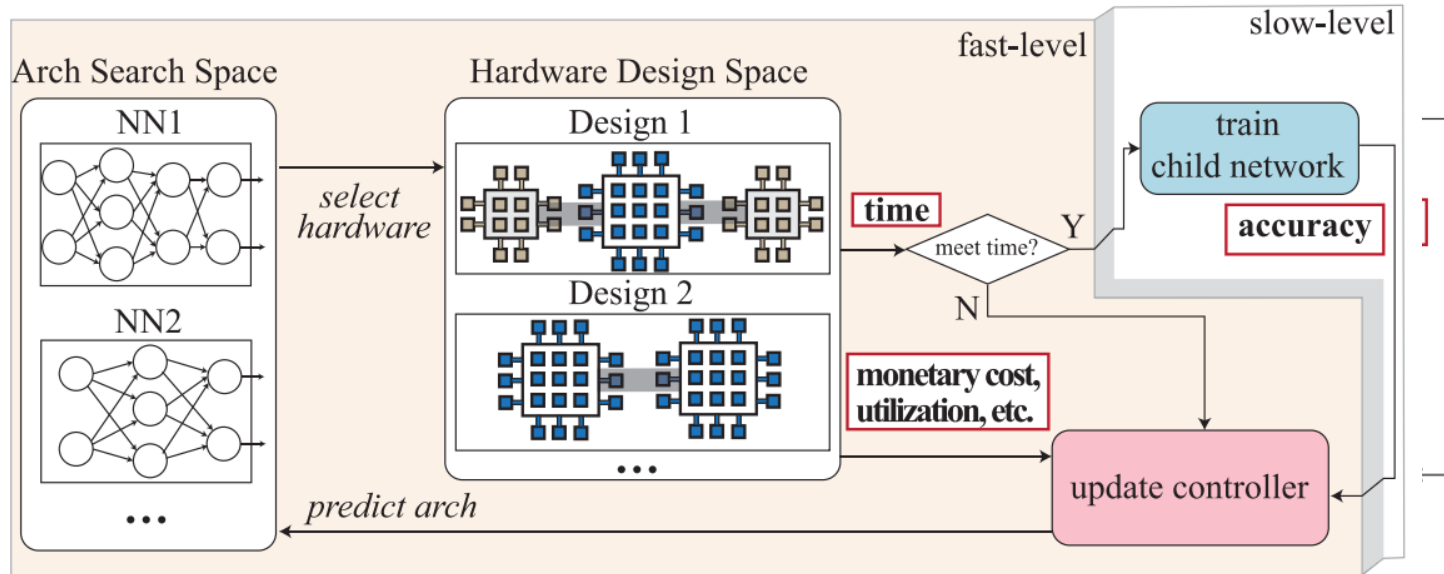 fast-level
slow-level
Arch Search Space
NN1
NN2
...
Hardware Design Space
Design 1
Design 2
...
select
hardware
time
meet time?
Y
N
train
child network
accuracy
monetary cost,
utilization, etc.
update controller
predict arch